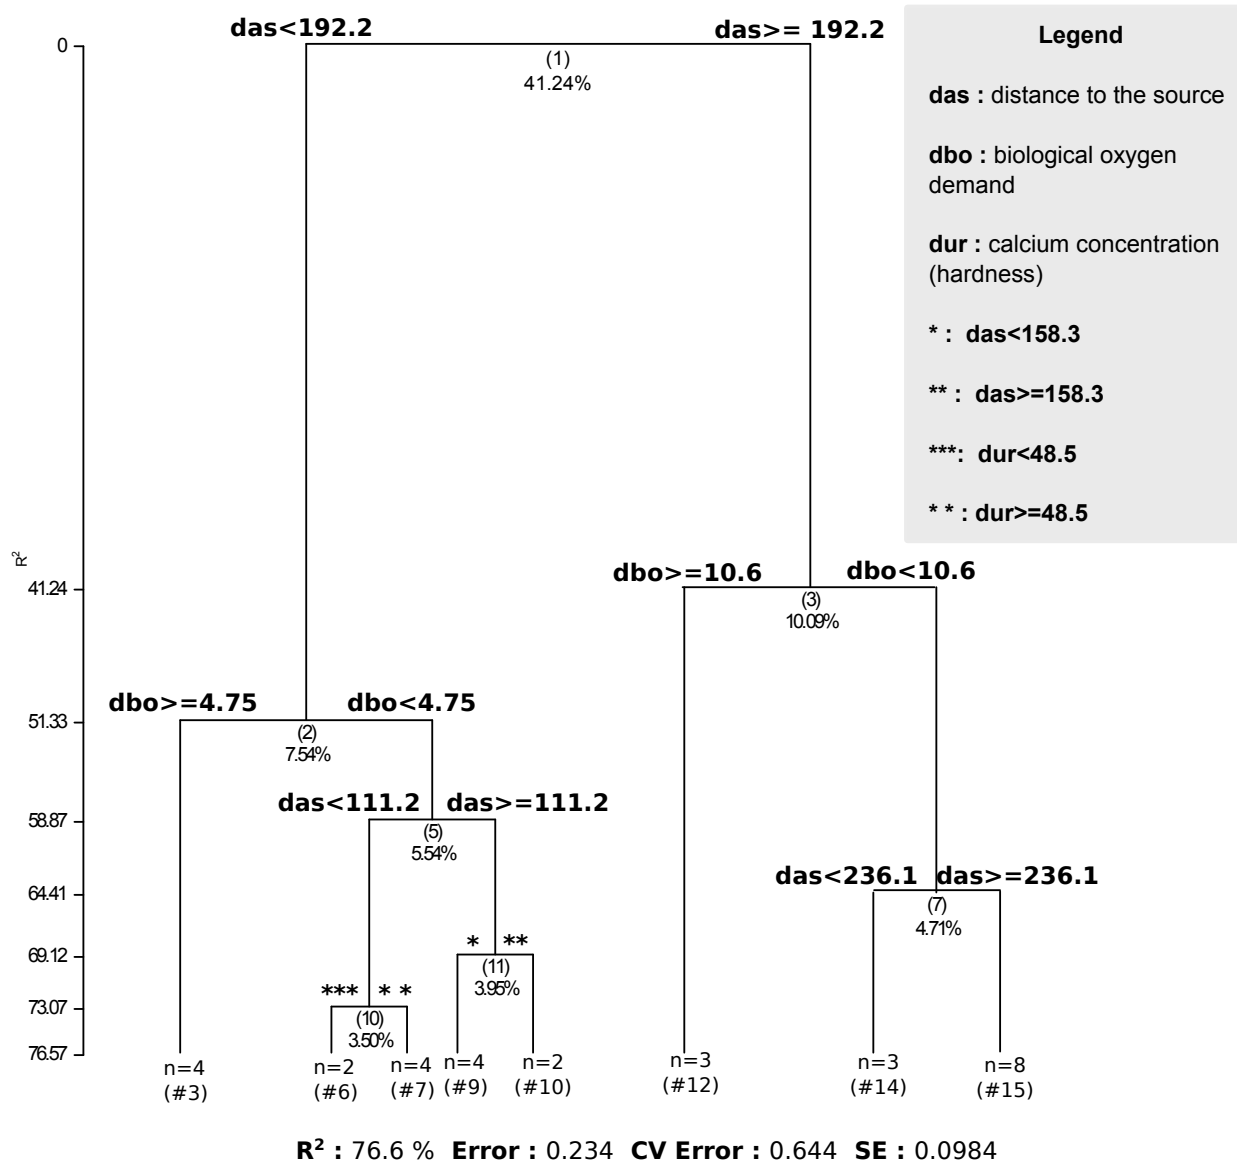 das<192.2
das>= 192.2
0
(1)
41.24%
Legend
das : distance to the source
dbo : biological oxygen
demand
dur : calcium concentration
(hardness)
* : das<158.3
** : das>=158.3
***: dur<48.5
* * : dur>=48.5
R²
41.24
dbo>=10.6
dbo<10.6
(3)
10.09%
51.33
dbo>=4.75
dbo<4.75
(2)
7.54%
58.87
das<111.2
das>=111.2
(5)
5.54%
64.41
das<236.1
das>=236.1
(7)
4.71%
69.12
*
**
(11)
3.95%
73.07
***
* *
(10)
3.50%
76.57
n=4
(#3)
n=2
(#6)
n=4
(#7)
n=4
(#9)
n=2
(#10)
n=3
(#12)
n=3
(#14)
n=8
(#15)
R² : 76.6 % Error : 0.234 CV Error : 0.644 SE : 0.0984